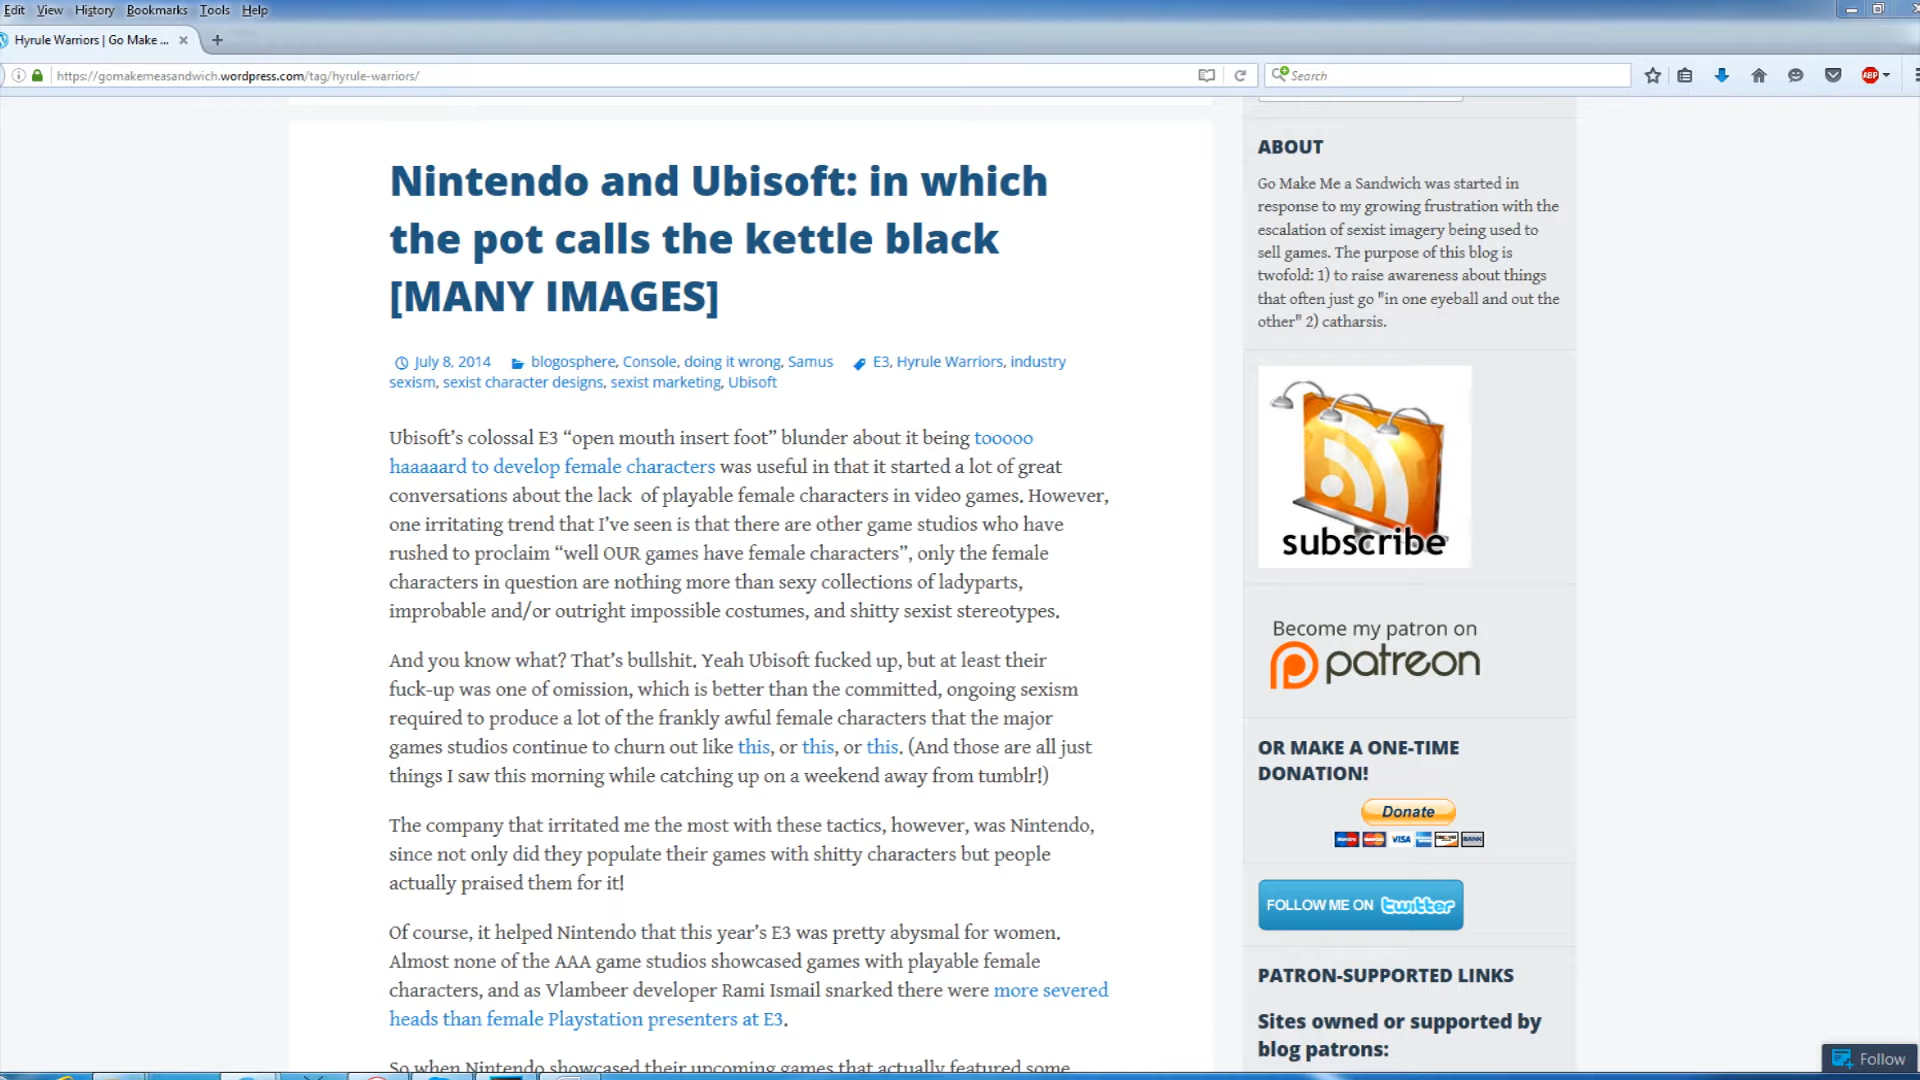 Edit View History Bookmarks Tools Help
Hyrule Warriors | Go Make ...
https://gomakemeasandwich.wordpress.com/tag/hyrule-warriors/
Search
ABP
Nintendo and Ubisoft: in which
the pot calls the kettle black
[MANY IMAGES]
July 8, 2014 blogosphere, Console, doing it wrong, Samus E3, Hyrule Warriors, industry
sexism, sexist character designs, sexist marketing, Ubisoft
Ubisoft’s colossal E3 “open mouth insert foot” blunder about it being tooooo
haaaaard to develop female characters was useful in that it started a lot of great
conversations about the lack of playable female characters in video games. However,
one irritating trend that I’ve seen is that there are other game studios who have
rushed to proclaim “well OUR games have female characters”, only the female
characters in question are nothing more than sexy collections of ladyparts,
improbable and/or outright impossible costumes, and shitty sexist stereotypes.
And you know what? That’s bullshit. Yeah Ubisoft fucked up, but at least their
fuck-up was one of omission, which is better than the committed, ongoing sexism
required to produce a lot of the frankly awful female characters that the major
games studios continue to churn out like this, or this, or this. (And those are all just
things I saw this morning while catching up on a weekend away from tumblr!)
The company that irritated me the most with these tactics, however, was Nintendo,
since not only did they populate their games with shitty characters but people
actually praised them for it!
Of course, it helped Nintendo that this year’s E3 was pretty abysmal for women.
Almost none of the AAA game studios showcased games with playable female
characters, and as Vlambeer developer Rami Ismail snarked there were more severed
heads than female Playstation presenters at E3.
So when Nintendo showcased their upcoming games that actually featured some
ABOUT
Go Make Me a Sandwich was started in
response to my growing frustration with the
escalation of sexist imagery being used to
sell games. The purpose of this blog is
twofold: 1) to raise awareness about things
that often just go "in one eyeball and out the
other" 2) catharsis.
subscribe
Become my patron on
patreon
OR MAKE A ONE-TIME
DONATION!
Donate
VISA
FOLLOW ME ON twitter
PATRON-SUPPORTED LINKS
Sites owned or supported by
blog patrons:
Follow